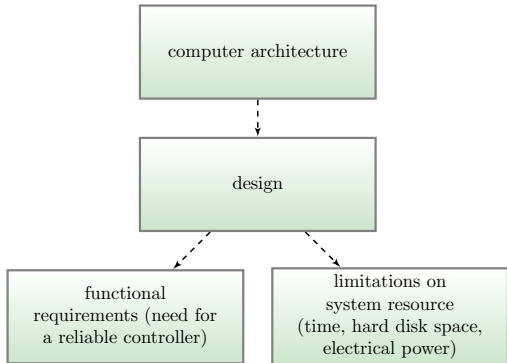 computer architecture
design
functional
requirements (need for
a reliable controller)
limitations on
system resource
(time, hard disk space,
electrical power)